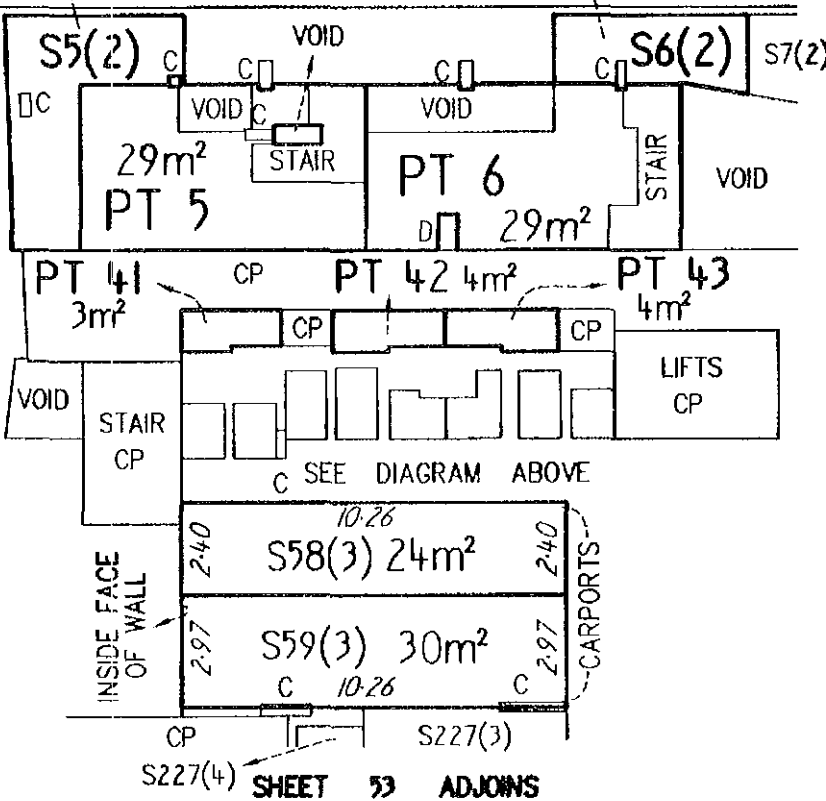 VOID
S5(2) C C C C S6(2) S7(2)
C VOID C VOID
29m² STAIR PT 6 STAIR VOID
PT 5 D 29m²
PT 41 CP PT 42 4m² PT 43
3m² 4m²
CP CP
LIFTS
CP
VOID
STAIR
CP
C SEE DIAGRAM ABOVE
10·26
2·40 S58(3) 24m² 2·40
INSIDE FACE
OF WALL
CARPORTS
2·97 S59(3) 30m² 2·97
C 10·26 C
CP S227(3)
S227(4) SHEET 53 ADJOINS